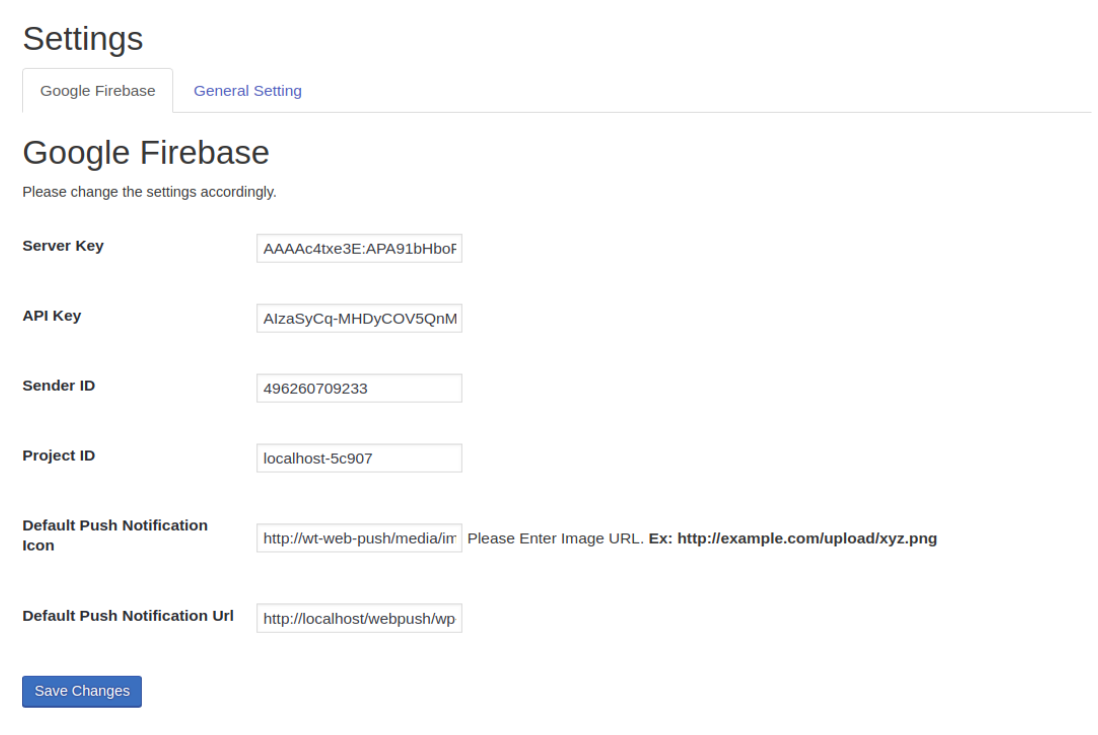 Settings
Google Firebase
General Setting
Google Firebase
Please change the settings accordingly.
Server Key
AAAAc4txe3E:APA91bHboF
API Key
AIzaSyCq-MHDyCOV5QnM
Sender ID
496260709233
Project ID
localhost-5c907
Default Push Notification
Icon
http://wt-web-push/media/im
Please Enter Image URL. Ex: http://example.com/upload/xyz.png
Default Push Notification Url
http://localhost/webpush/wp
Save Changes